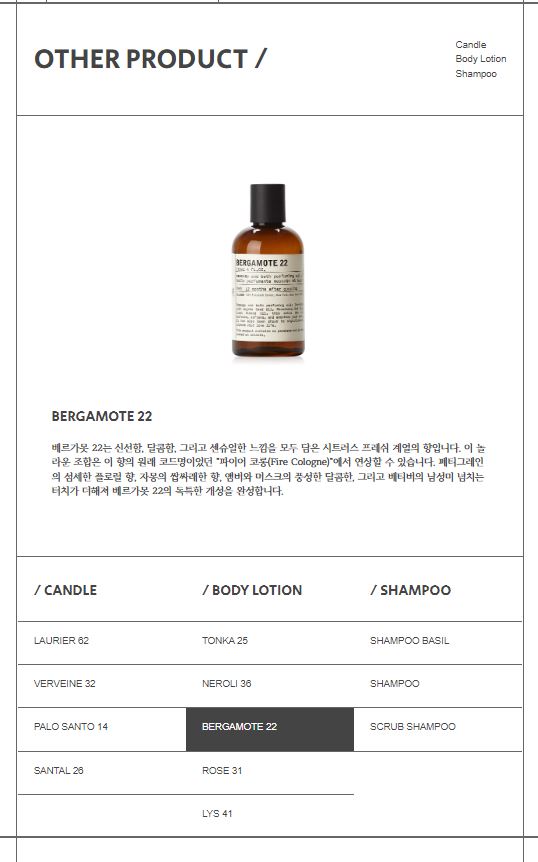 OTHER PRODUCT /
Candle
Body Lotion
Shampoo
BERGAMOTE 22
BERGAMOTE 22
베르가못 22는 신선함, 달콤함, 그리고 센슈얼한 느낌을 모두 담은 시트러스 프레쉬 계열의 향입니다. 이 놀
라운 조합은 이 향의 원래 코드명이었던 "파이어 코롱(Fire Cologne)"에서 연상할 수 있습니다. 페티그레인
의 섬세한 플로럴 향, 자몽의 쌉싸래한 향, 앰버와 머스크의 풍성한 달콤함, 그리고 베티버의 남성미 넘치는
터치가 더해져 베르가못 22의 독특한 개성을 완성합니다.
/ CANDLE / BODY LOTION / SHAMPOO
LAURIER 62 TONKA 25 SHAMPOO BASIL
VERVEINE 32 NEROLI 36 SHAMPOO
PALO SANTO 14 BERGAMOTE 22 SCRUB SHAMPOO
SANTAL 26 ROSE 31
LYS 41